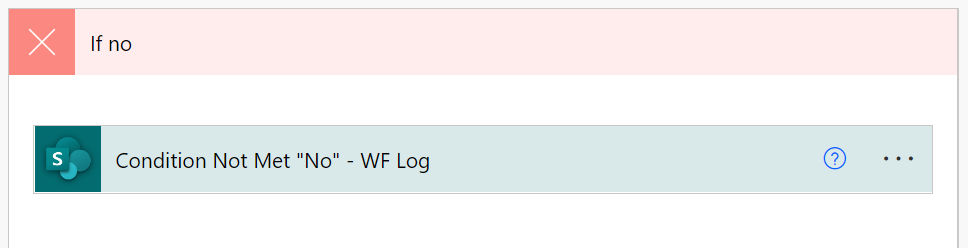 If no
S
Condition Not Met "No" - WF Log
?
...